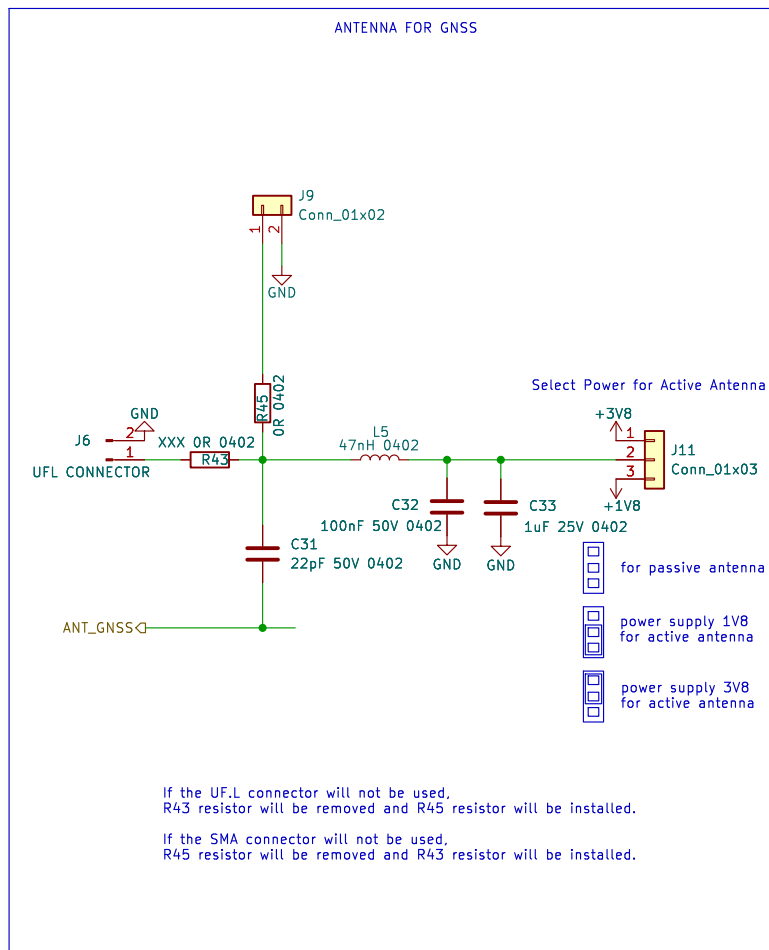 ANTENNA FOR GNSS
J9
Conn_01x02
1
2
GND
R45
0R 0402
Select Power for Active Antenna
GND
J6
2
1
UFL CONNECTOR
XXX 0R 0402
R43
L5
47nH 0402
+3V8
1
2
3
J11
Conn_01x03
+1V8
C32
100nF 50V 0402
GND
C33
1uF 25V 0402
GND
C31
22pF 50V 0402
for passive antenna
ANT_GNSS
power supply 1V8
for active antenna
power supply 3V8
for active antenna
If the UF.L connector will not be used,
R43 resistor will be removed and R45 resistor will be installed.
If the SMA connector will not be used,
R45 resistor will be removed and R43 resistor will be installed.